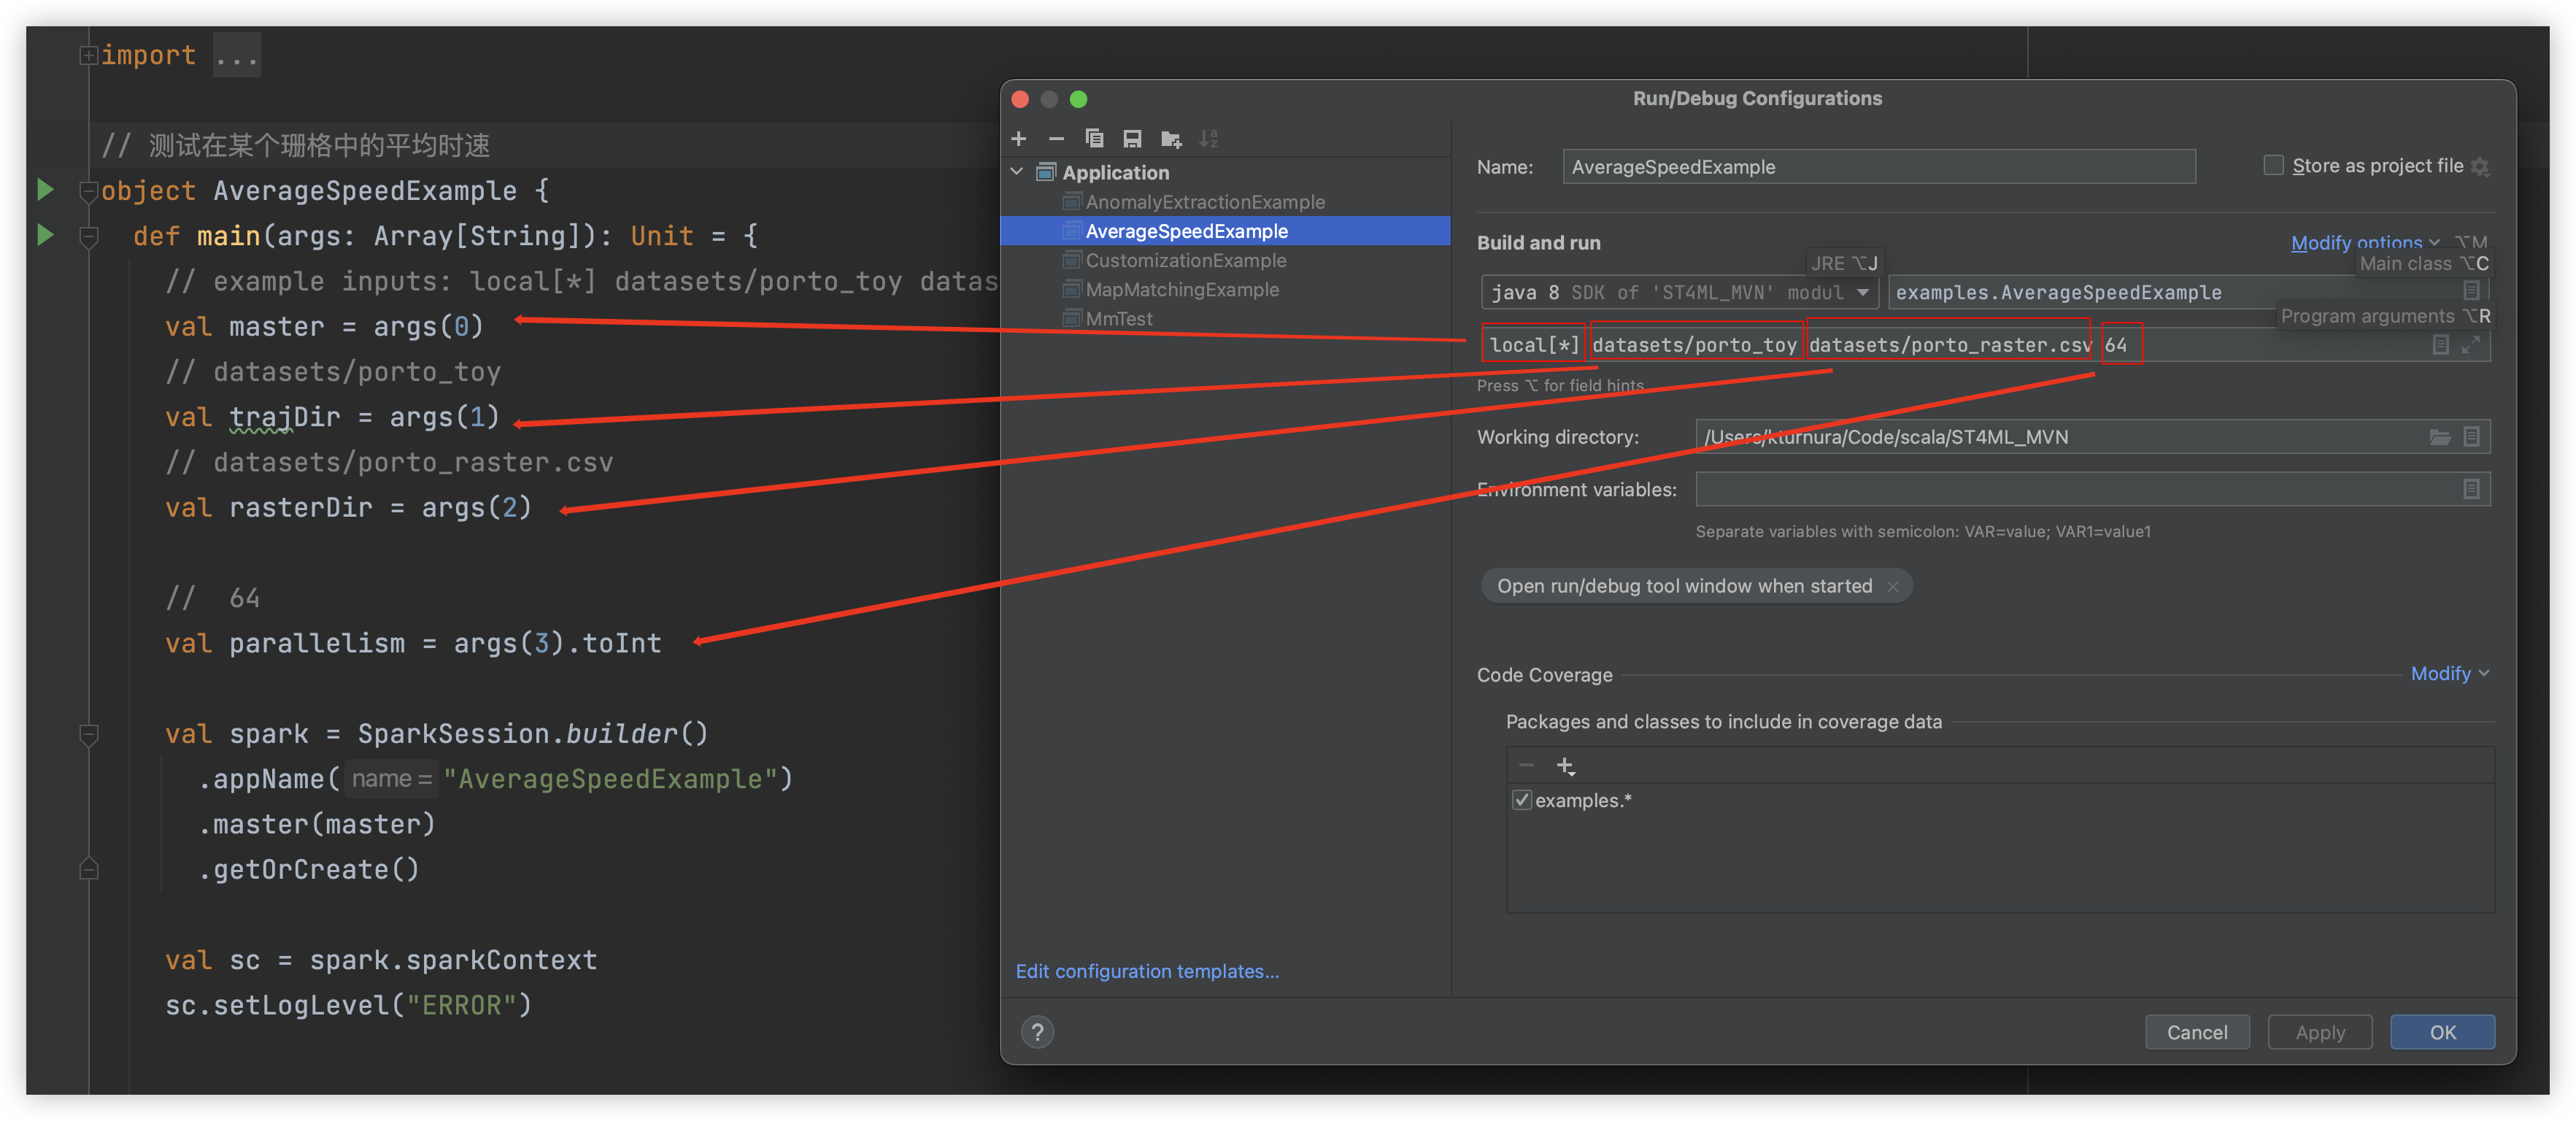 import ...
// 测试在某个珊格中的平均时速
object AverageSpeedExample {
def main(args: Array[String]): Unit = {
// example inputs: local[*] datasets/porto_toy datas
val master = args(0)
// datasets/porto_toy
val trajDir = args(1)
// datasets/porto_raster.csv
val rasterDir = args(2)
// 64
val parallelism = args(3).toInt
val spark = SparkSession.builder()
.appName( name = "AverageSpeedExample")
.master(master)
.getOrCreate()
val sc = spark.sparkContext
sc.setLogLevel("ERROR")
Run/Debug Configurations
Application
AnomalyExtractionExample
AverageSpeedExample
CustomizationExample
MapMatchingExample
MmTest
Edit configuration templates...
Name: AverageSpeedExample
Store as project file
Build and run
Modify options ⌥M
JRE ⌥J
Main class ⌥C
java 8 SDK of 'ST4ML_MVN' modul
examples.AverageSpeedExample
Program arguments ⌥R
local[*] datasets/porto_toy datasets/porto_raster.csv 64
Press ⌥ for field hints
Working directory: /Users/kturnura/Code/scala/ST4ML_MVN
Environment variables:
Separate variables with semicolon: VAR=value; VAR1=value1
Open run/debug tool window when started
Code Coverage
Modify
Packages and classes to include in coverage data
examples.*
?
Cancel
Apply
OK